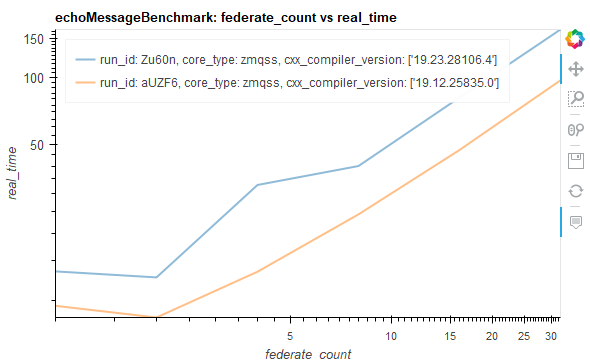 echoMessageBenchmark: federate_count vs real_time
run_id: Zu60n, core_type: zmqss, cxx_compiler_version: ['19.23.28106.4']
run_id: aUZF6, core_type: zmqss, cxx_compiler_version: ['19.12.25835.0']
150
100
50
real_time
5 10 15 20 25 30
federate_count